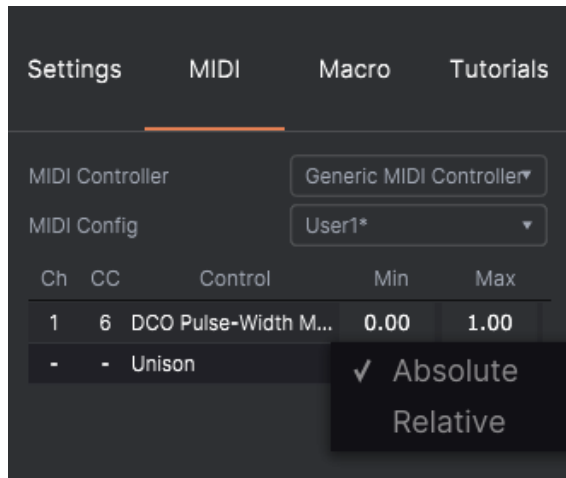 Settings MIDI Macro Tutorials
MIDI Controller Generic MIDI Controller
MIDI Config User1*
Ch CC Control Min Max
1 6 DCO Pulse-Width M... 0.00 1.00
- - Unison
✓ Absolute
Relative